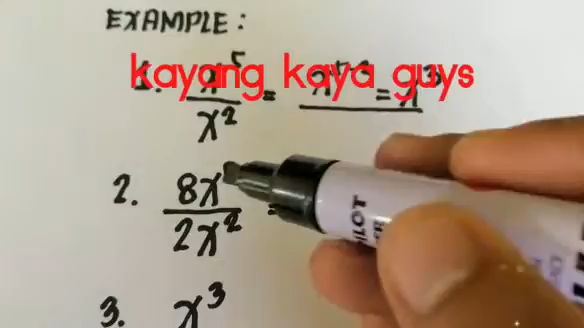 EXAMPLE:
kayang kaya guys
x⁵ / x² = = x³
2. 8x / 2x² =
3. x³
PILOT